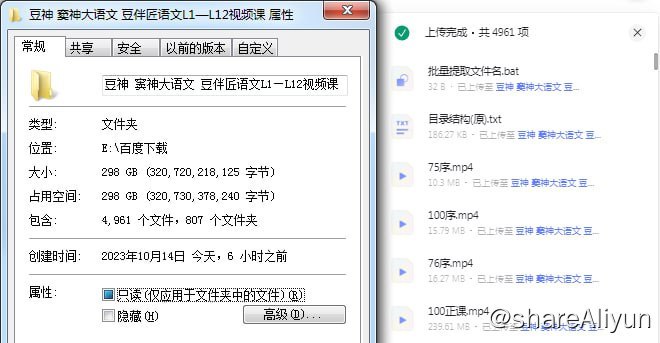 豆神 窦神大语文 豆伴匠语文L1—L12视频课 属性
常规 共享 安全 以前的版本 自定义
豆神 窦神大语文 豆伴匠语文L1—L12视频课
类型: 文件夹
位置: E:\百度下载
大小: 298 GB (320,720,218,125 字节)
占用空间: 298 GB (320,730,378,240 字节)
包含: 4,961 个文件，807 个文件夹
创建时间: 2023年10月14日 今天，6 小时之前
属性: 只读(仅应用于文件夹中的文件)(R)
隐藏(H) 高级(D)...
上传完成·共 4961 项
批量提取文件名.bat
32 B · 已上传至 豆神 窦神大语文 豆...
TXT
目录结构(原).txt
186.27 KB · 已上传至 豆神 窦神大语文 豆...
75序.mp4
10.3 MB · 已上传至 豆神 窦神大语文 豆...
100序.mp4
15.79 MB · 已上传至 豆神 窦神大语文 豆...
76序.mp4
16.27 MB · 已上传至 豆神 窦神大语文 豆...
100正课.mp4
239.61 MB · 已上传至 豆神 窦神大语文 豆...
@shareAliyun